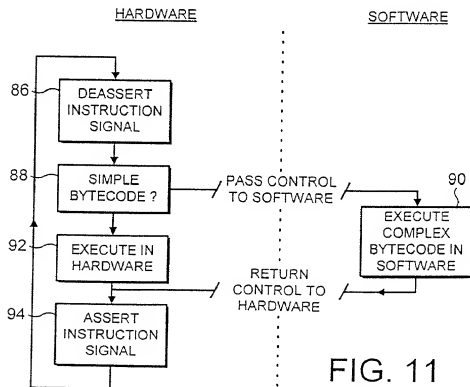 HARDWARE
SOFTWARE
86
DEASSERT
INSTRUCTION
SIGNAL
88
SIMPLE
BYTECODE ?
PASS CONTROL
TO SOFTWARE
90
EXECUTE
COMPLEX
BYTECODE IN
SOFTWARE
92
EXECUTE IN
HARDWARE
RETURN
CONTROL TO
HARDWARE
94
ASSERT
INSTRUCTION
SIGNAL
FIG. 11